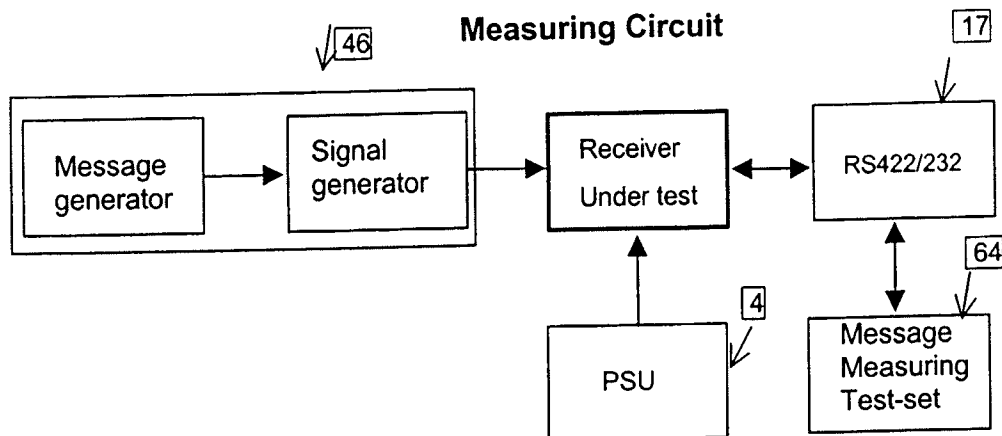 Measuring Circuit
46
17
Message
generator
Signal
generator
Receiver
Under test
RS422/232
64
4
PSU
Message
Measuring
Test-set